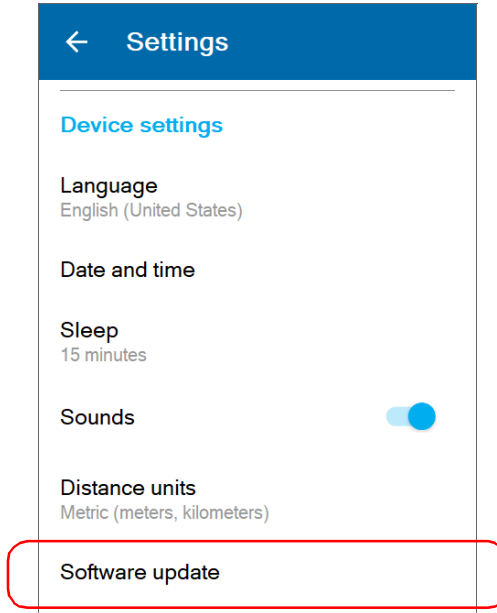 Settings
Device settings
Language
English (United States)
Date and time
Sleep
15 minutes
Sounds
Distance units
Metric (meters, kilometers)
Software update